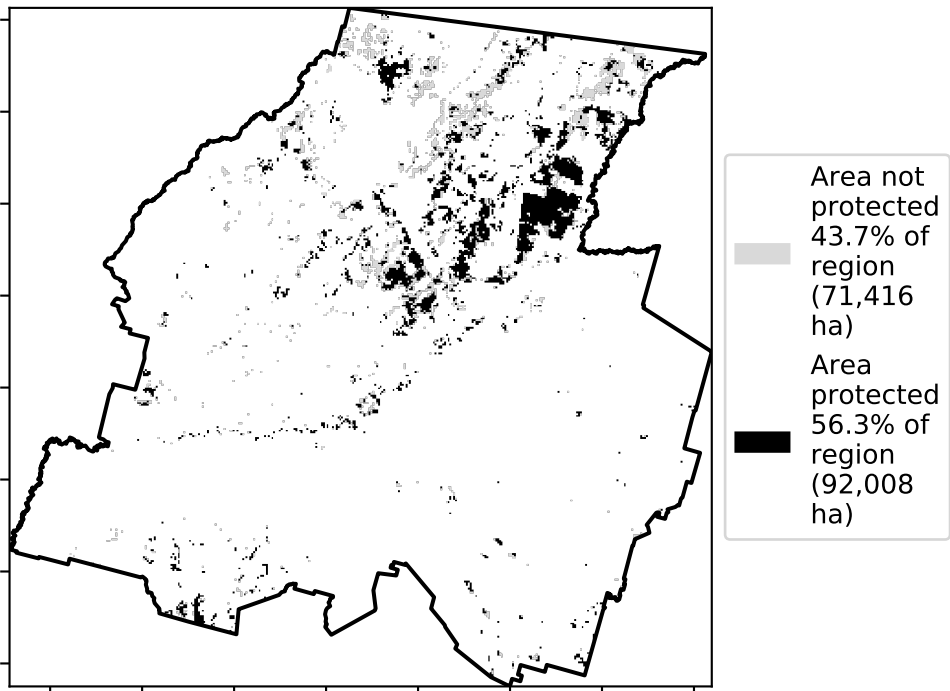 Area not
protected
43.7% of
region
(71,416
ha)
Area
protected
56.3% of
region
(92,008
ha)